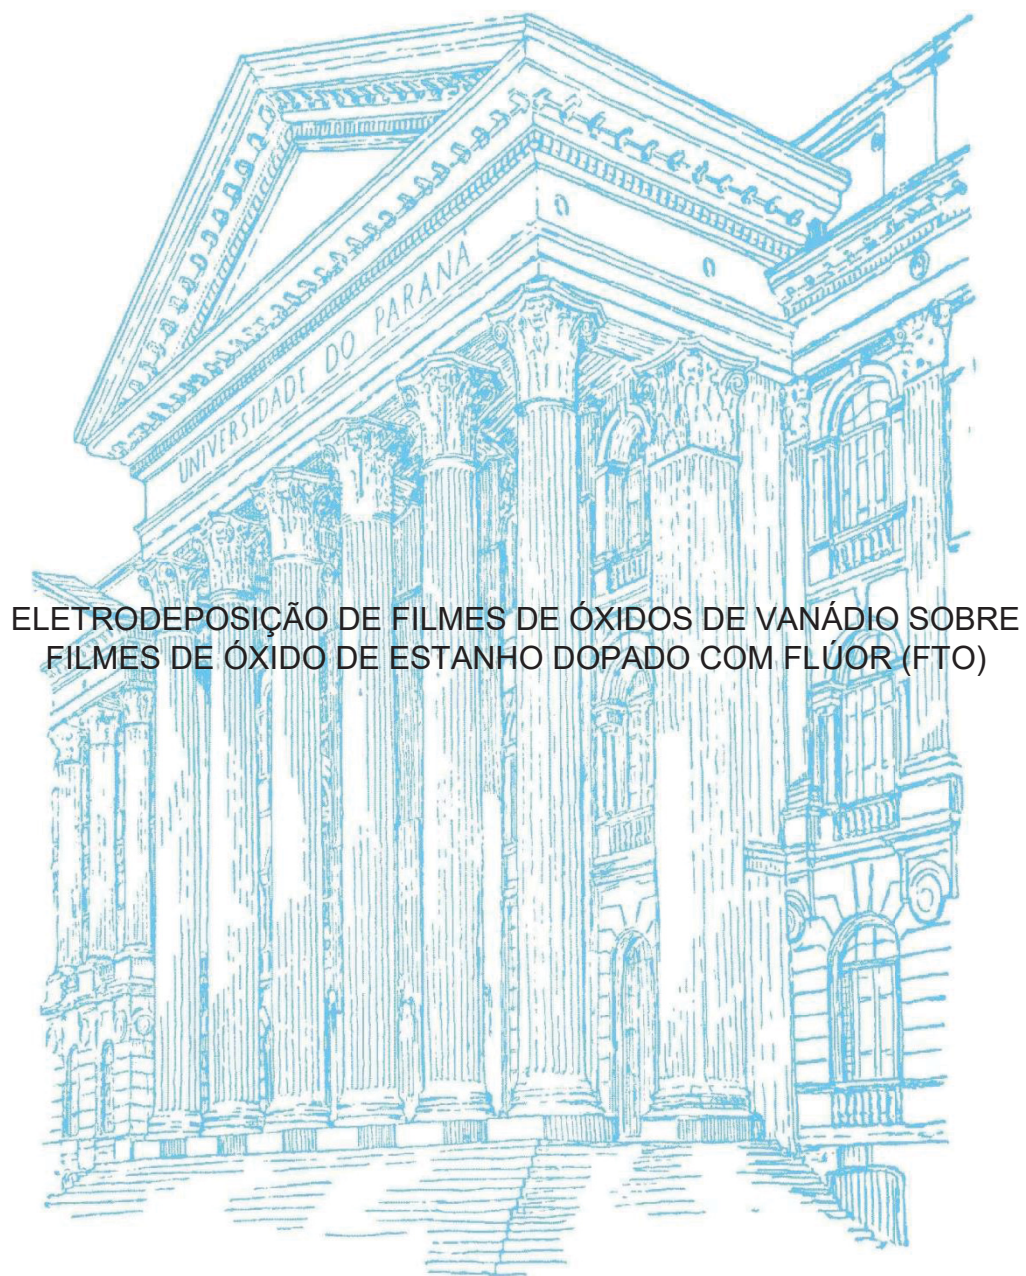 UNIVERSIDADE DO PARANÁ
ELETRODEPOSIÇÃO DE FILMES DE ÓXIDOS DE VANÁDIO SOBRE
FILMES DE ÓXIDO DE ESTANHO DOPADO COM FLÚOR (FTO)